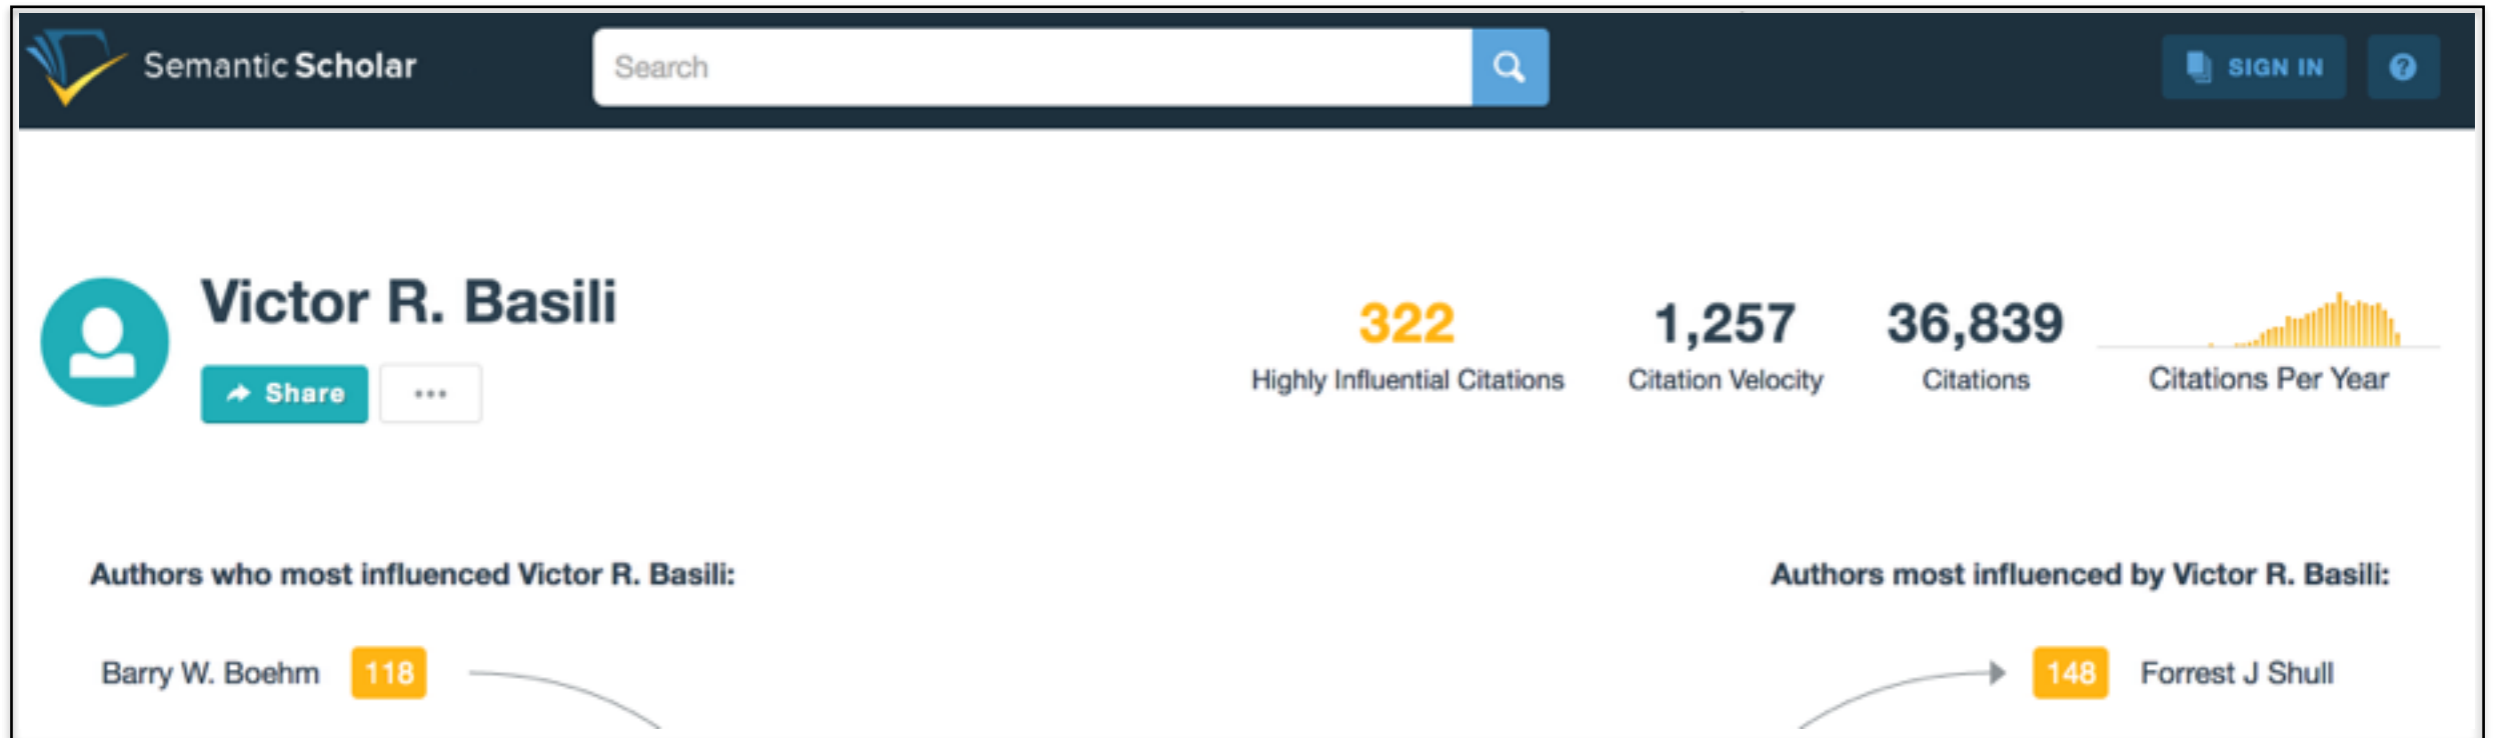 Semantic Scholar
Search
SIGN IN
?
Victor R. Basili
Share
...
322
Highly Influential Citations
1,257
Citation Velocity
36,839
Citations
Citations Per Year
Authors who most influenced Victor R. Basili:
Authors most influenced by Victor R. Basili:
Barry W. Boehm 118
148 Forrest J Shull